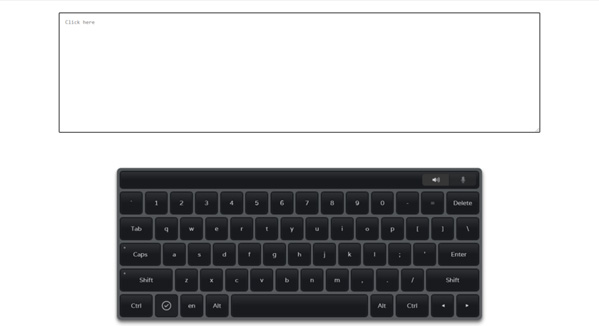 Click here
` 1 2 3 4 5 6 7 8 9 0 - = Delete
Tab q w e r t y u i o p [ ] \
Caps a s d f g h j k l ; ' Enter
Shift z x c v b n m , . / Shift
Ctrl en Alt Alt Ctrl